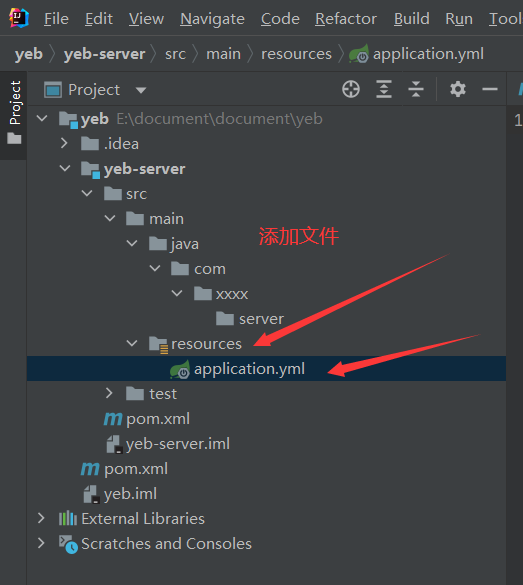 File Edit View Navigate Code Refactor Build Run Tools
yeb yeb-server src main resources application.yml
Project
Project
1
yeb E:\document\document\yeb
.idea
yeb-server
src
main
java
添加文件
com
xxxx
server
resources
application.yml
test
pom.xml
yeb-server.iml
pom.xml
yeb.iml
External Libraries
Scratches and Consoles